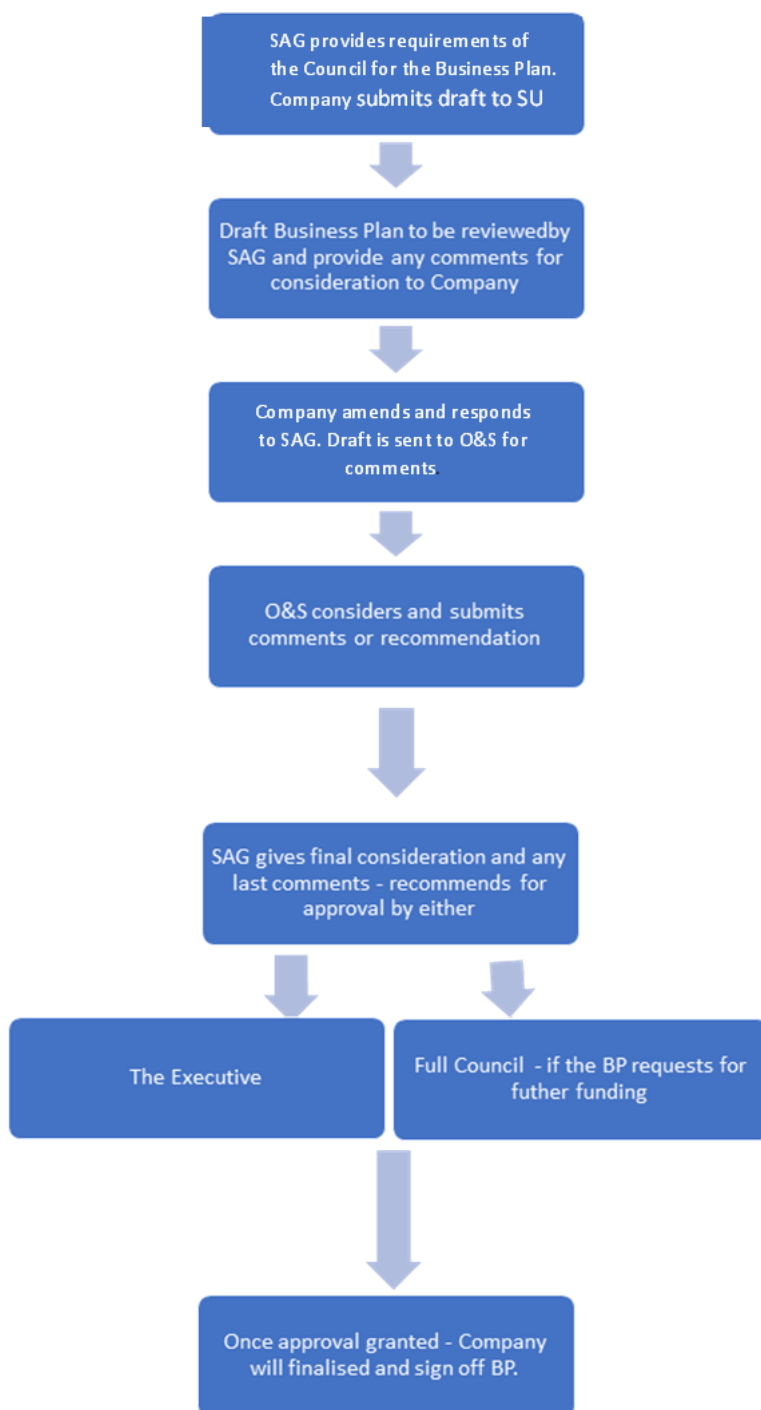 SAG provides requirements of
the Council for the Business Plan.
Company submits draft to SU
Draft Business Plan to be reviewedby
SAG and provide any comments for
consideration to Company
Company amends and responds
to SAG. Draft is sent to O&S for
comments.
O&S considers and submits
comments or recommendation
SAG gives final consideration and any
last comments - recommends for
approval by either
The Executive
Full Council - if the BP requests for
futher funding
Once approval granted - Company
will finalised and sign off BP.